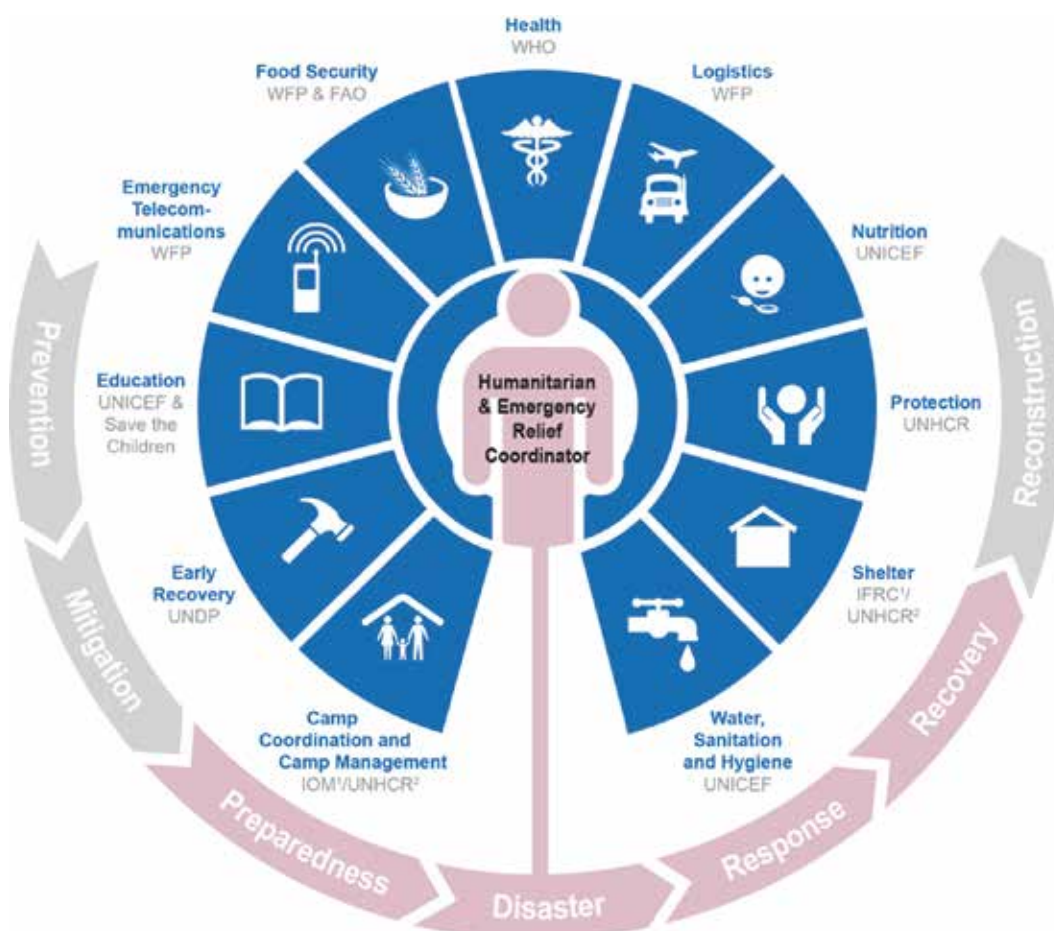 Health
WHO
Logistics
WFP
Nutrition
UNICEF
Protection
UNHCR
Shelter
IFRC¹/
UNHCR²
Water,
Sanitation
and Hygiene
UNICEF
Camp
Coordination and
Camp Management
IOM¹/UNHCR²
Early
Recovery
UNDP
Education
UNICEF &
Save the
Children
Emergency
Telecom-
munications
WFP
Food Security
WFP & FAO
Humanitarian
& Emergency
Relief
Coordinator
Prevention
Mitigation
Preparedness
Disaster
Response
Recovery
Reconstruction